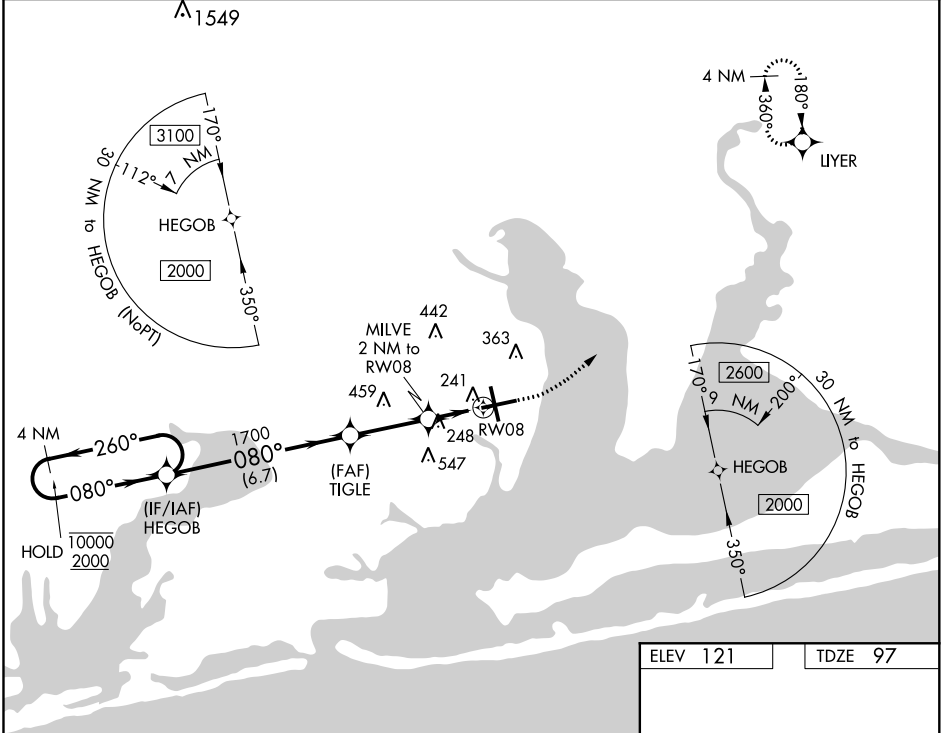 1549
4 NM
360°
180°
LIYER
170°
3100
7 NM
112°
30 NM to HEGOB (NoPT)
HEGOB
2000
350°
442
MILVE
2 NM to
RW08
363
459
241
248
RW08
547
4 NM
260°
080°
1700
080°
(6.7)
(FAF)
TIGLE
(IF/IAF)
HEGOB
HOLD
10000
2000
170°
2600
9 NM
200°
30 NM to HEGOB
HEGOB
2000
350°
ELEV 121
TDZE 97